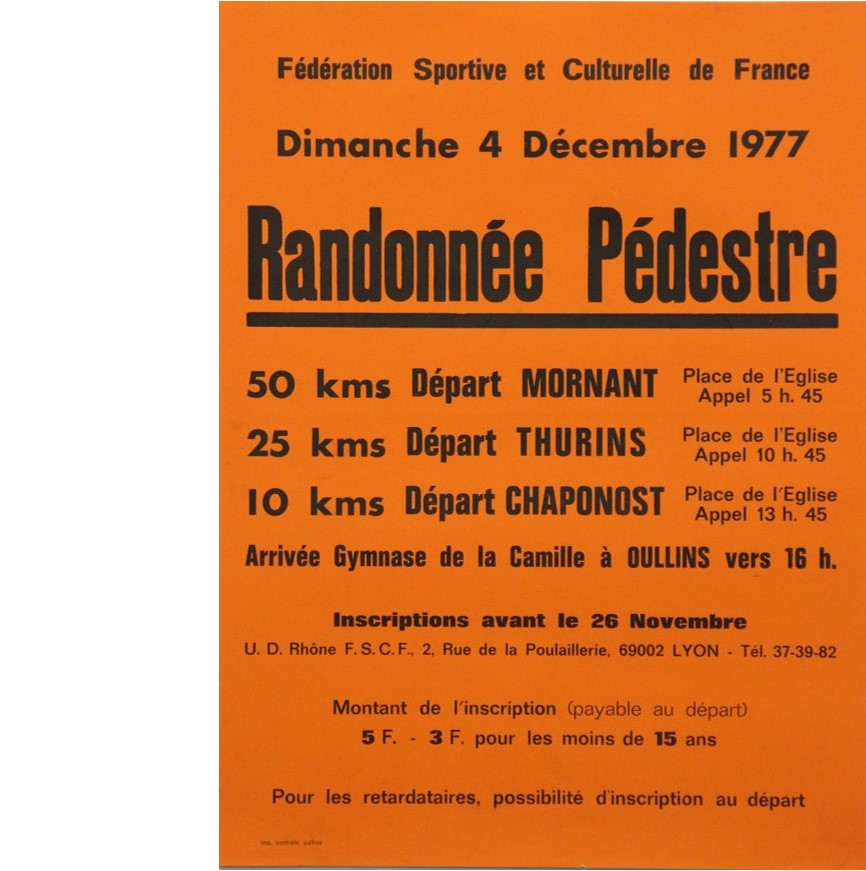 Fédération Sportive et Culturelle de France
Dimanche 4 Décembre 1977
Randonnée Pédestre
50 kms Départ MORNANT Place de l'Eglise
Appel 5 h. 45
25 kms Départ THURINS Place de l'Eglise
Appel 10 h. 45
10 kms Départ CHAPONOST Place de l'Eglise
Appel 13 h. 45
Arrivée Gymnase de la Camille à OULLINS vers 16 h.
Inscriptions avant le 26 Novembre
U. D. Rhône F. S. C. F., 2, Rue de la Poulaillerie, 69002 LYON - Tél. 37-39-82
Montant de l'inscription (payable au départ)
5 F. - 3 F. pour les moins de 15 ans
Pour les retardataires, possibilité d'inscription au départ
imp. centrale, oullins